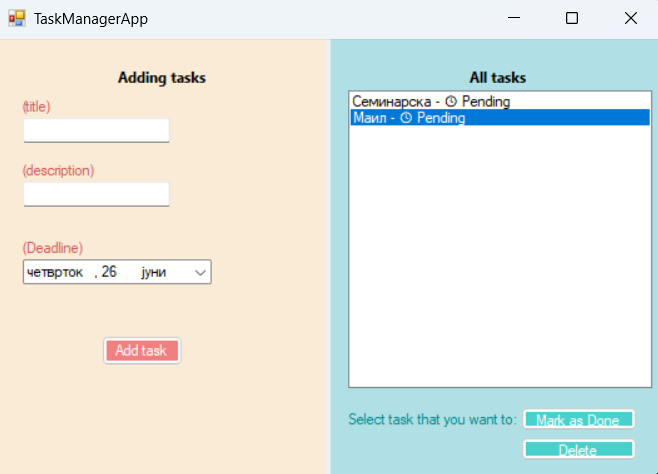 TaskManagerApp
Adding tasks
(title)
(description)
(Deadline)
четврток , 26 јуни
Add task
All tasks
Семинарска - 🕒 Pending
Маил - 🕒 Pending
Select task that you want to:
Mark as Done
Delete